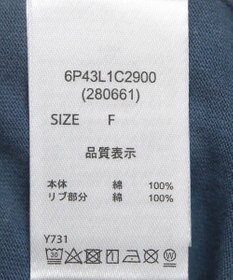 6P43L1C2900
(280661)
SIZE F
品質表示
本体 綿 100%
リブ部分 綿 100%
Y731